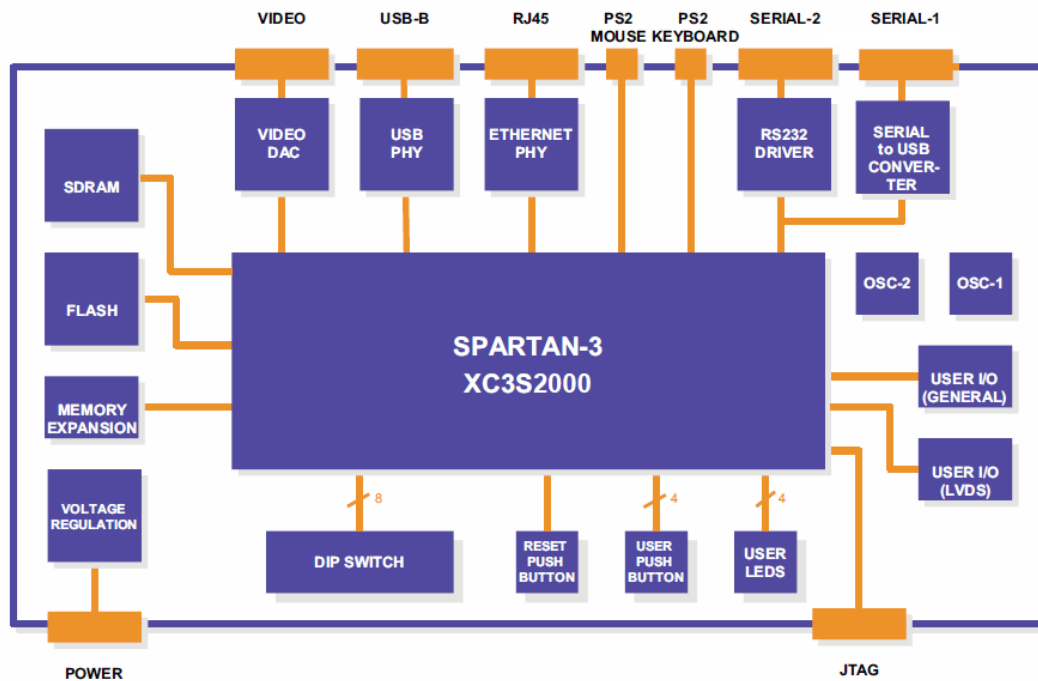 VIDEO
USB-B
RJ45
PS2
MOUSE
PS2
KEYBOARD
SERIAL-2
SERIAL-1
VIDEO
DAC
USB
PHY
ETHERNET
PHY
RS232
DRIVER
SERIAL
to USB
CONVER-
TER
SDRAM
FLASH
MEMORY
EXPANSION
VOLTAGE
REGULATION
SPARTAN-3
XC3S2000
OSC-2
OSC-1
USER I/O
(GENERAL)
USER I/O
(LVDS)
8
4
4
DIP SWITCH
RESET
PUSH
BUTTON
USER
PUSH
BUTTON
USER
LEDS
POWER
JTAG